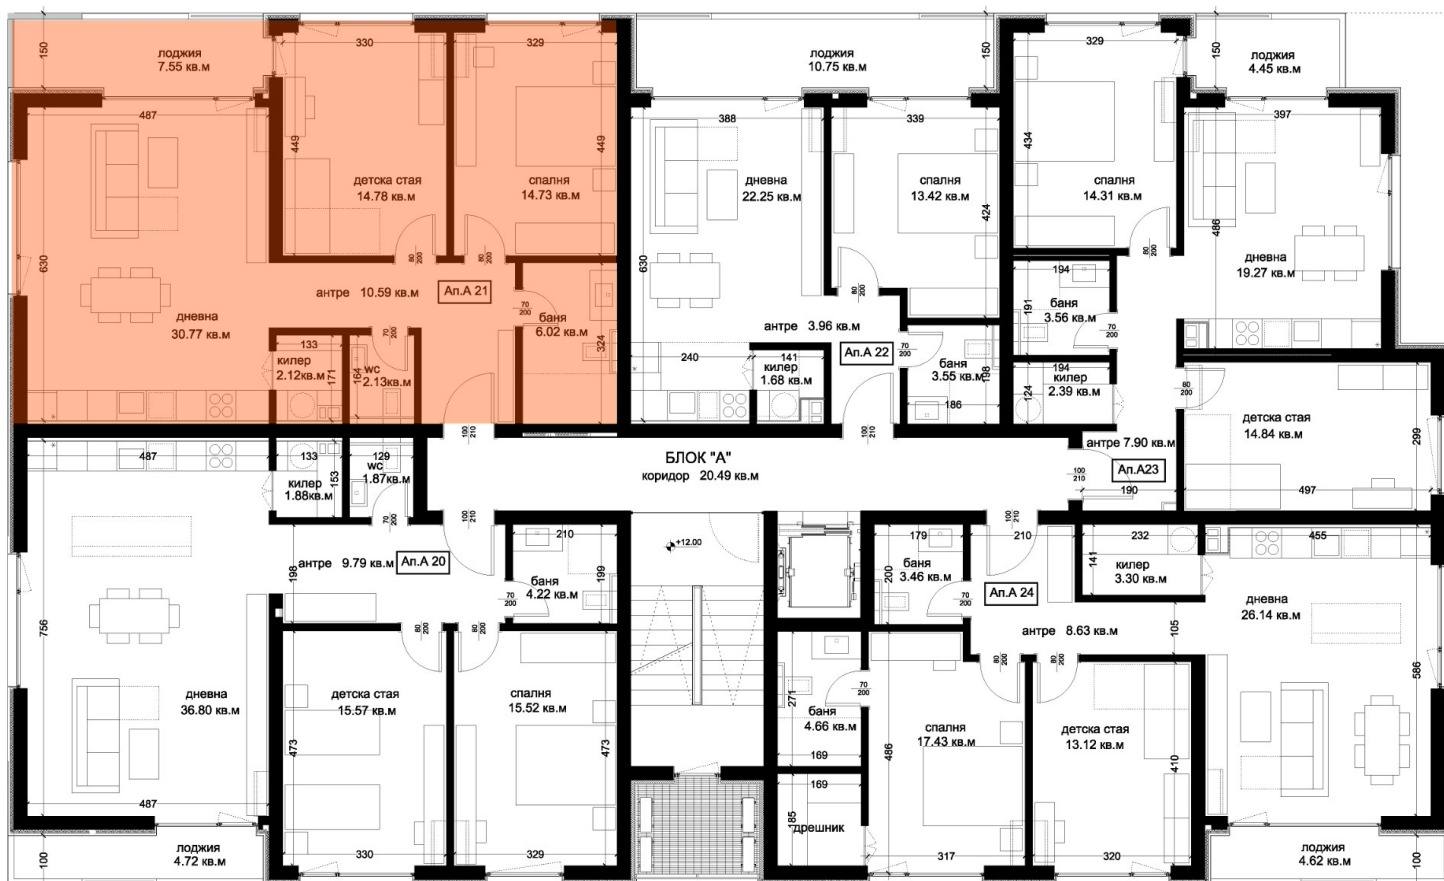 лоджия
7.55 кв.м
150
330
329
487
449
449
детска стая
14.78 кв.м
спалня
14.73 кв.м
630
80
200
80
200
антре 10.59 кв.м
Ап.А 21
дневна
30.77 кв.м
70
200
баня
6.02 кв.м
324
133
килер
2.12кв.м
171
70
200
wc
2.13кв.м
164
100
210
лоджия
10.75 кв.м
150
388
339
дневна
22.25 кв.м
спалня
13.42 кв.м
424
630
80
200
антре 3.96 кв.м
Ап.А 22
70
200
240
141
килер
1.68 кв.м
баня
3.55 кв.м
198
186
100
210
329
150
лоджия
4.45 кв.м
397
434
спалня
14.31 кв.м
486
80
200
дневна
19.27 кв.м
194
191
баня
3.56 кв.м
70
200
194
килер
2.39 кв.м
124
80
200
детска стая
14.84 кв.м
299
497
антре 7.90 кв.м
Ап.А23
100
210
190
БЛОК "А"
коридор 20.49 кв.м
487
133
килер
1.88кв.м
153
129
wc
1.87кв.м
70
200
100
210
антре 9.79 кв.м
Ап.А 20
198
210
баня
4.22 кв.м
199
70
200
80
200
80
200
756
дневна
36.80 кв.м
детска стая
15.57 кв.м
спалня
15.52 кв.м
473
473
487
330
329
лоджия
4.72 кв.м
100
+12.00
179
баня
3.46 кв.м
200
70
200
100
210
210
Ап.А 24
232
141
килер
3.30 кв.м
455
дневна
26.14 кв.м
антре 8.63 кв.м
105
80
200
80
200
586
271
70
200
баня
4.66 кв.м
169
спалня
17.43 кв.м
486
детска стая
13.12 кв.м
410
169
185
дрешник
317
320
лоджия
4.62 кв.м
100